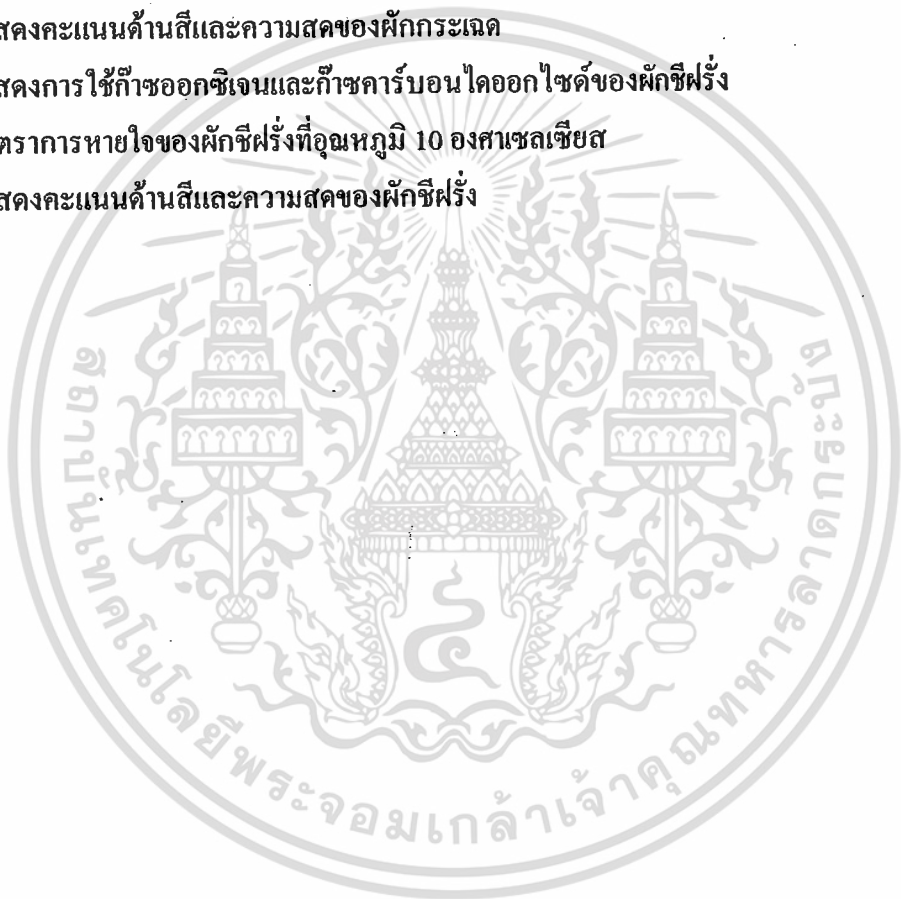 สดงคะแนนด้านสีและความสดของผักกระเฉด
สดงการใช้ก๊าซออกซิเจนและก๊าซคาร์บอนไดออกไซด์ของผักชีฝรั่ง
ตราการหายใจของผักชีฝรั่งที่อุณหภูมิ 10 องศาเซลเซียส
สดงคะแนนด้านสีและความสดของผักชีฝรั่ง
สถาบันเทคโนโลยีพระจอมเกล้าเจ้าคุณทหารลาดกระบัง
๔